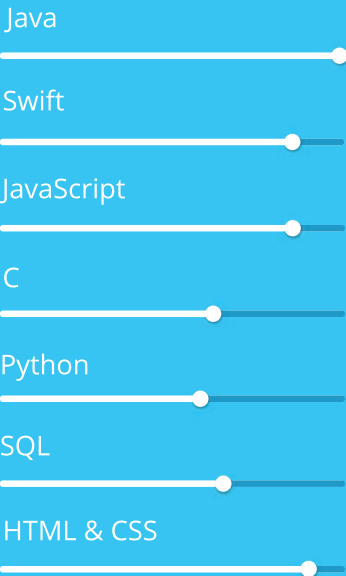 Java
Swift
JavaScript
C
Python
SQL
HTML & CSS